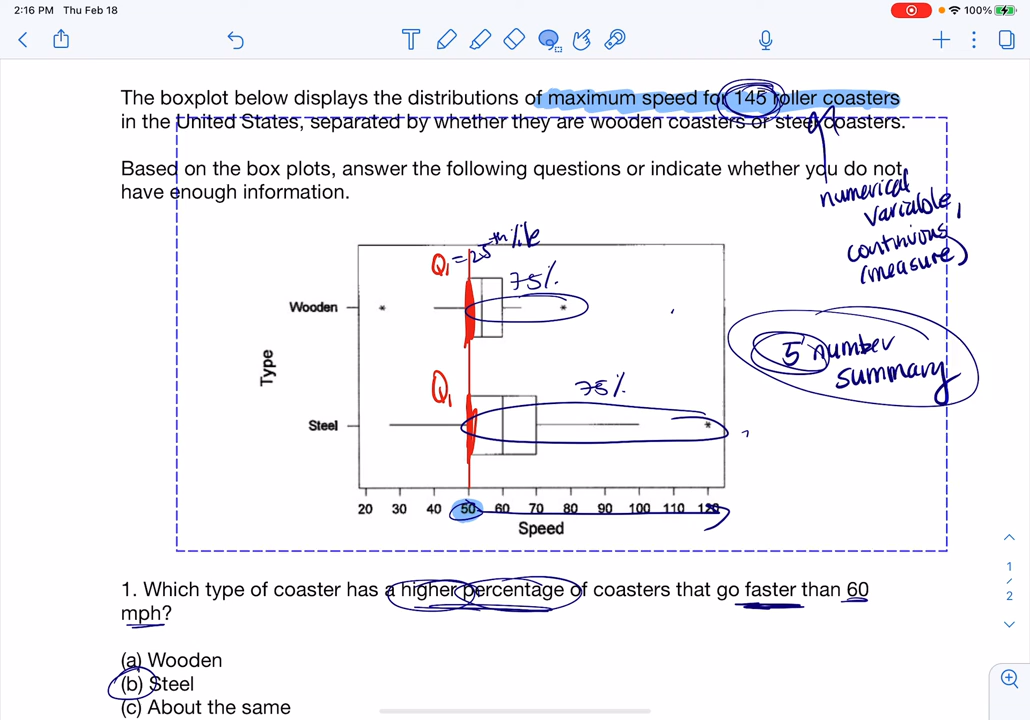 2:16 PM Thu Feb 18
100%
The boxplot below displays the distributions of maximum speed for 145 roller coasters
in the United States, separated by whether they are wooden coasters or steel coasters.
Based on the box plots, answer the following questions or indicate whether you do not
have enough information.
numerical
variable,
continuous
(measure)
Q1 = 25th %ile
75%
Wooden
5 number
summary
Type
Q1
75%
Steel
20 30 40 50 60 70 80 90 100 110 120
Speed
1
/
2
1. Which type of coaster has a higher percentage of coasters that go faster than 60
mph?
(a) Wooden
(b) Steel
(c) About the same